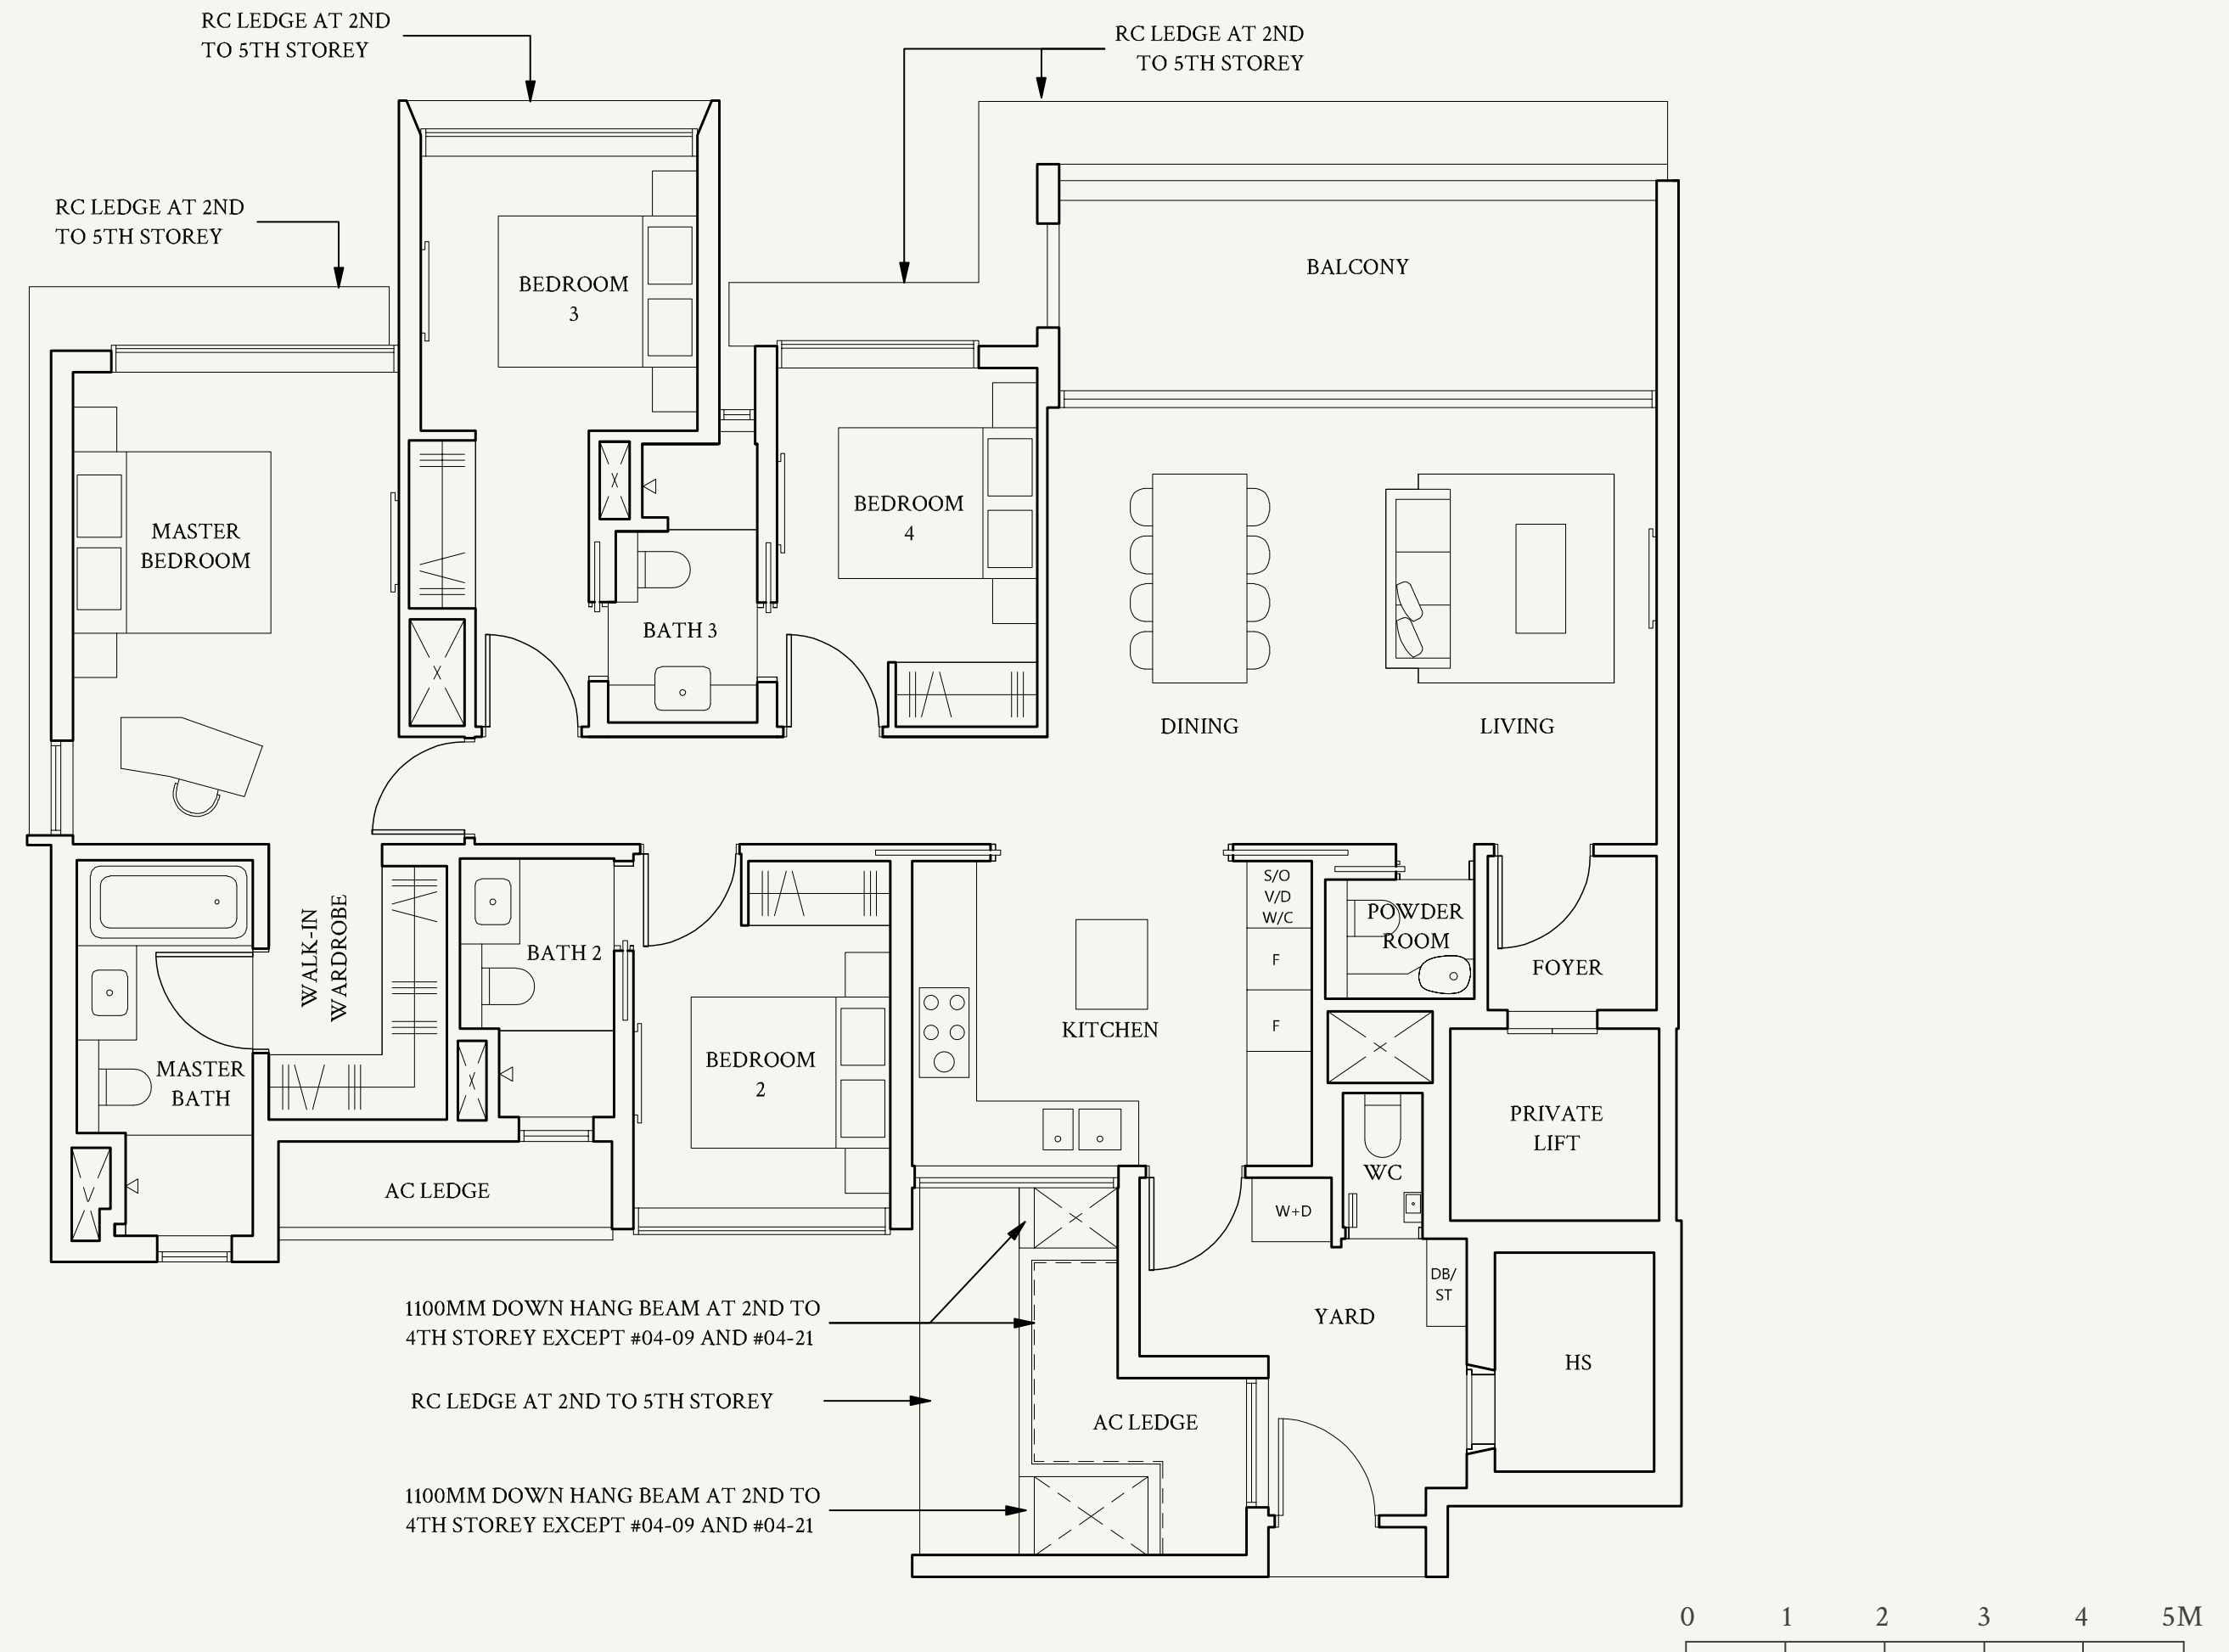 RC LEDGE AT 2ND
TO 5TH STOREY
RC LEDGE AT 2ND
TO 5TH STOREY
RC LEDGE AT 2ND
TO 5TH STOREY
BALCONY
BEDROOM
3
MASTER
BEDROOM
BEDROOM
4
BATH 3
DINING
LIVING
WALK-IN
WARDROBE
BATH 2
MASTER
BATH
BEDROOM
2
KITCHEN
S/O
V/D
W/C
F
F
POWDER
ROOM
FOYER
PRIVATE
LIFT
WC
AC LEDGE
W+D
DB/
ST
YARD
HS
1100MM DOWN HANG BEAM AT 2ND TO
4TH STOREY EXCEPT #04-09 AND #04-21
RC LEDGE AT 2ND TO 5TH STOREY
AC LEDGE
1100MM DOWN HANG BEAM AT 2ND TO
4TH STOREY EXCEPT #04-09 AND #04-21
0 1 2 3 4 5M